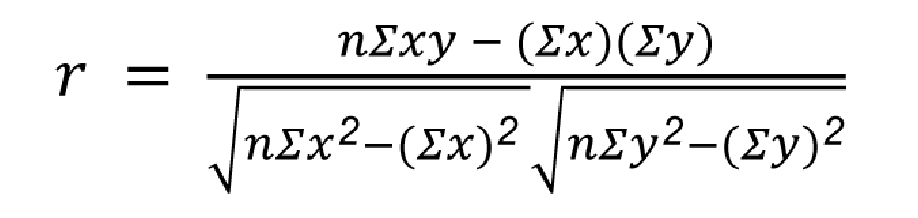 r = 
nΣxy − (Σx)(Σy)
√nΣx²−(Σx)² √nΣy²−(Σy)²